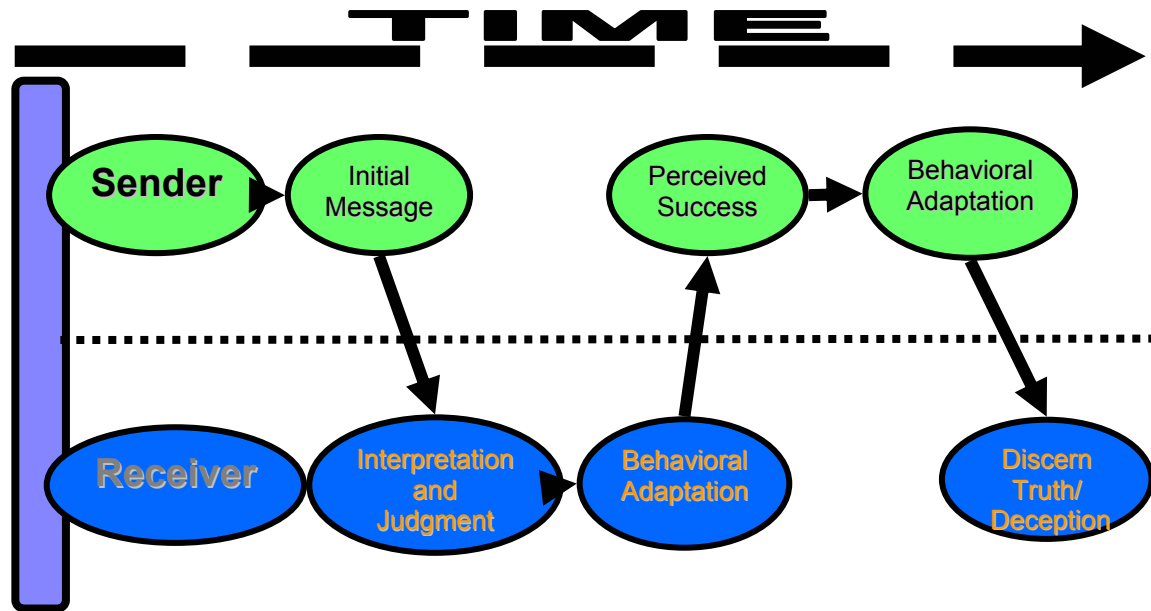 TIME
Sender
Initial
Message
Perceived
Success
Behavioral
Adaptation
Receiver
Interpretation
and
Judgment
Behavioral
Adaptation
Discern
Truth/
Deception